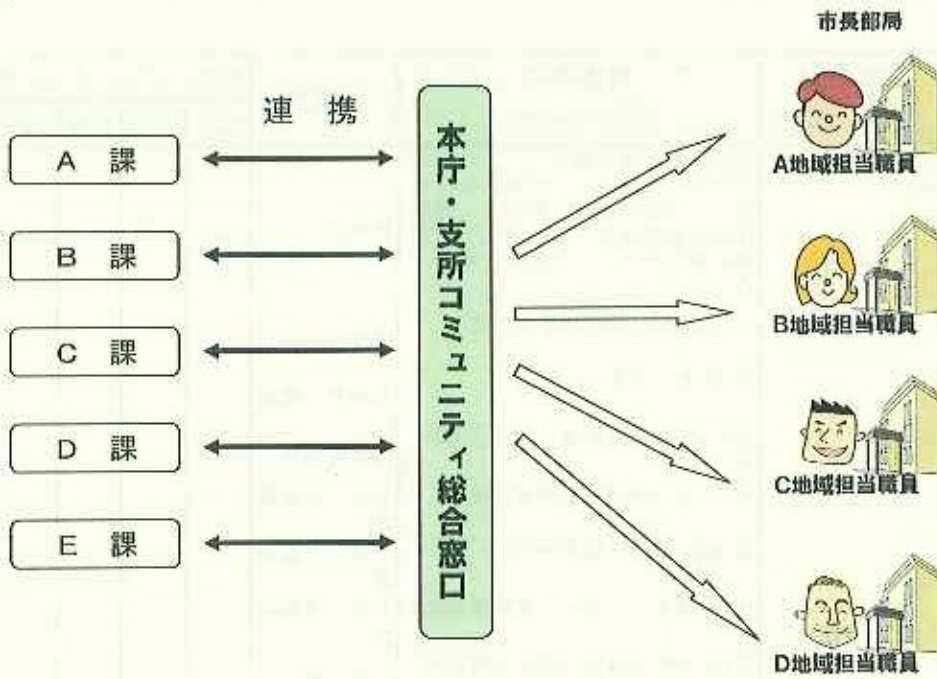 市長部局
連 携
A 課
B 課
C 課
D 課
E 課
本庁・支所コミュニティ総合窓口
A地域担当職員
B地域担当職員
C地域担当職員
D地域担当職員